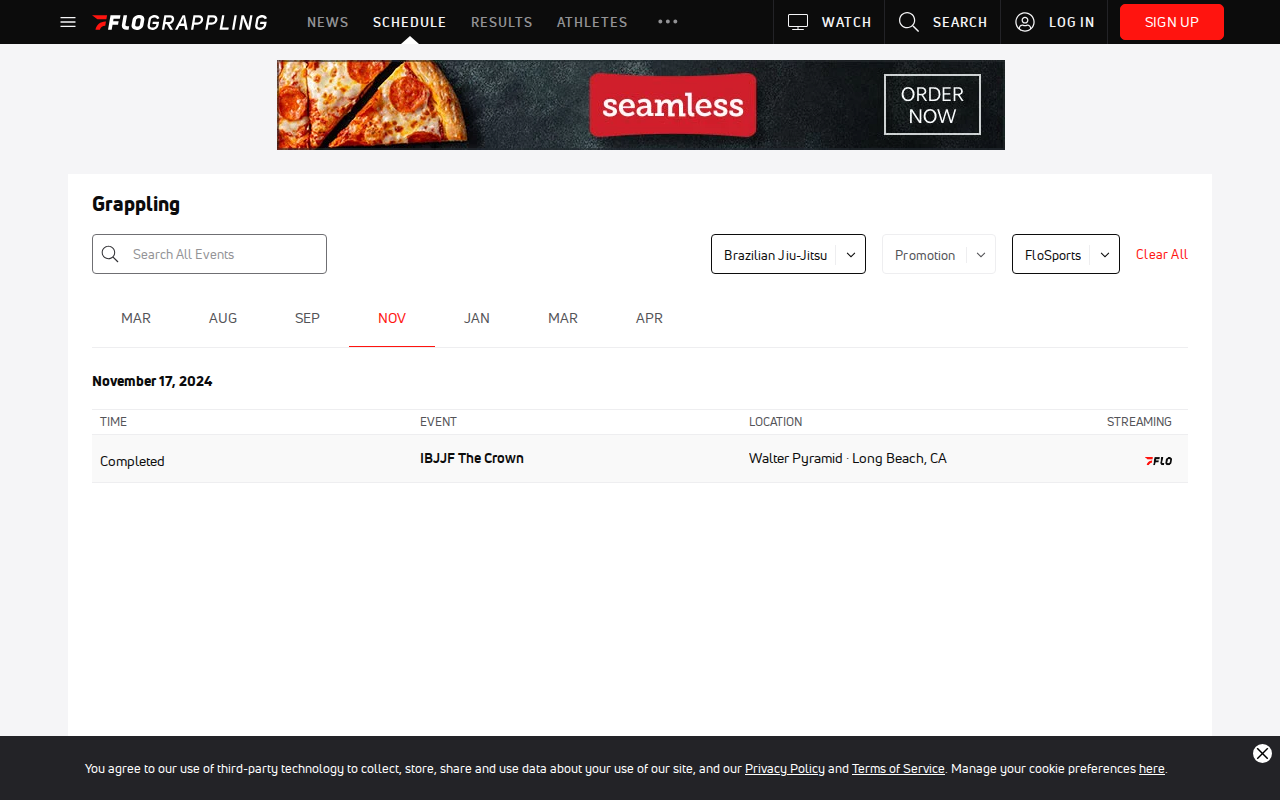 FLOGRAPPLING NEWS SCHEDULE RESULTS ATHLETES WATCH SEARCH LOG IN SIGN UP
seamless
ORDER
NOW
Grappling
Search All Events Brazilian Jiu-Jitsu Promotion FloSports Clear All
MAR AUG SEP NOV JAN MAR APR
November 17, 2024
TIME EVENT LOCATION STREAMING
Completed IBJJF The Crown Walter Pyramid · Long Beach, CA FLO
You agree to our use of third-party technology to collect, store, share and use data about your use of our site, and our Privacy Policy and Terms of Service. Manage your cookie preferences here.